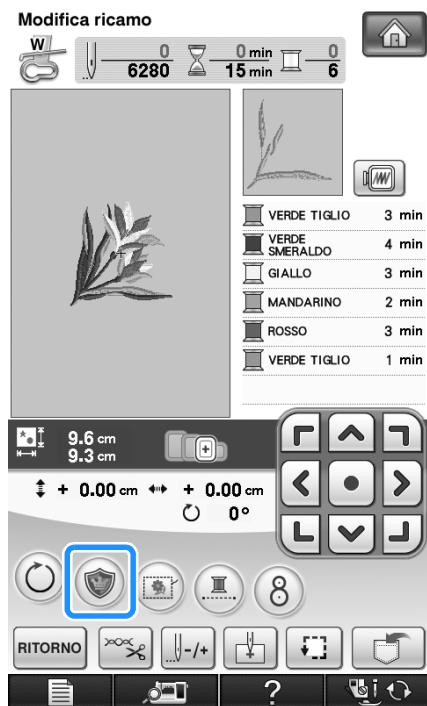 Modifica ricamo
W
0 0 min 0
6280 15 min 6
VERDE TIGLIO 3 min
VERDE SMERALDO 4 min
GIALLO 3 min
MANDARINO 2 min
ROSSO 3 min
VERDE TIGLIO 1 min
9.6 cm
9.3 cm
+ 0.00 cm + 0.00 cm
0°
8
RITORNO -/+
?